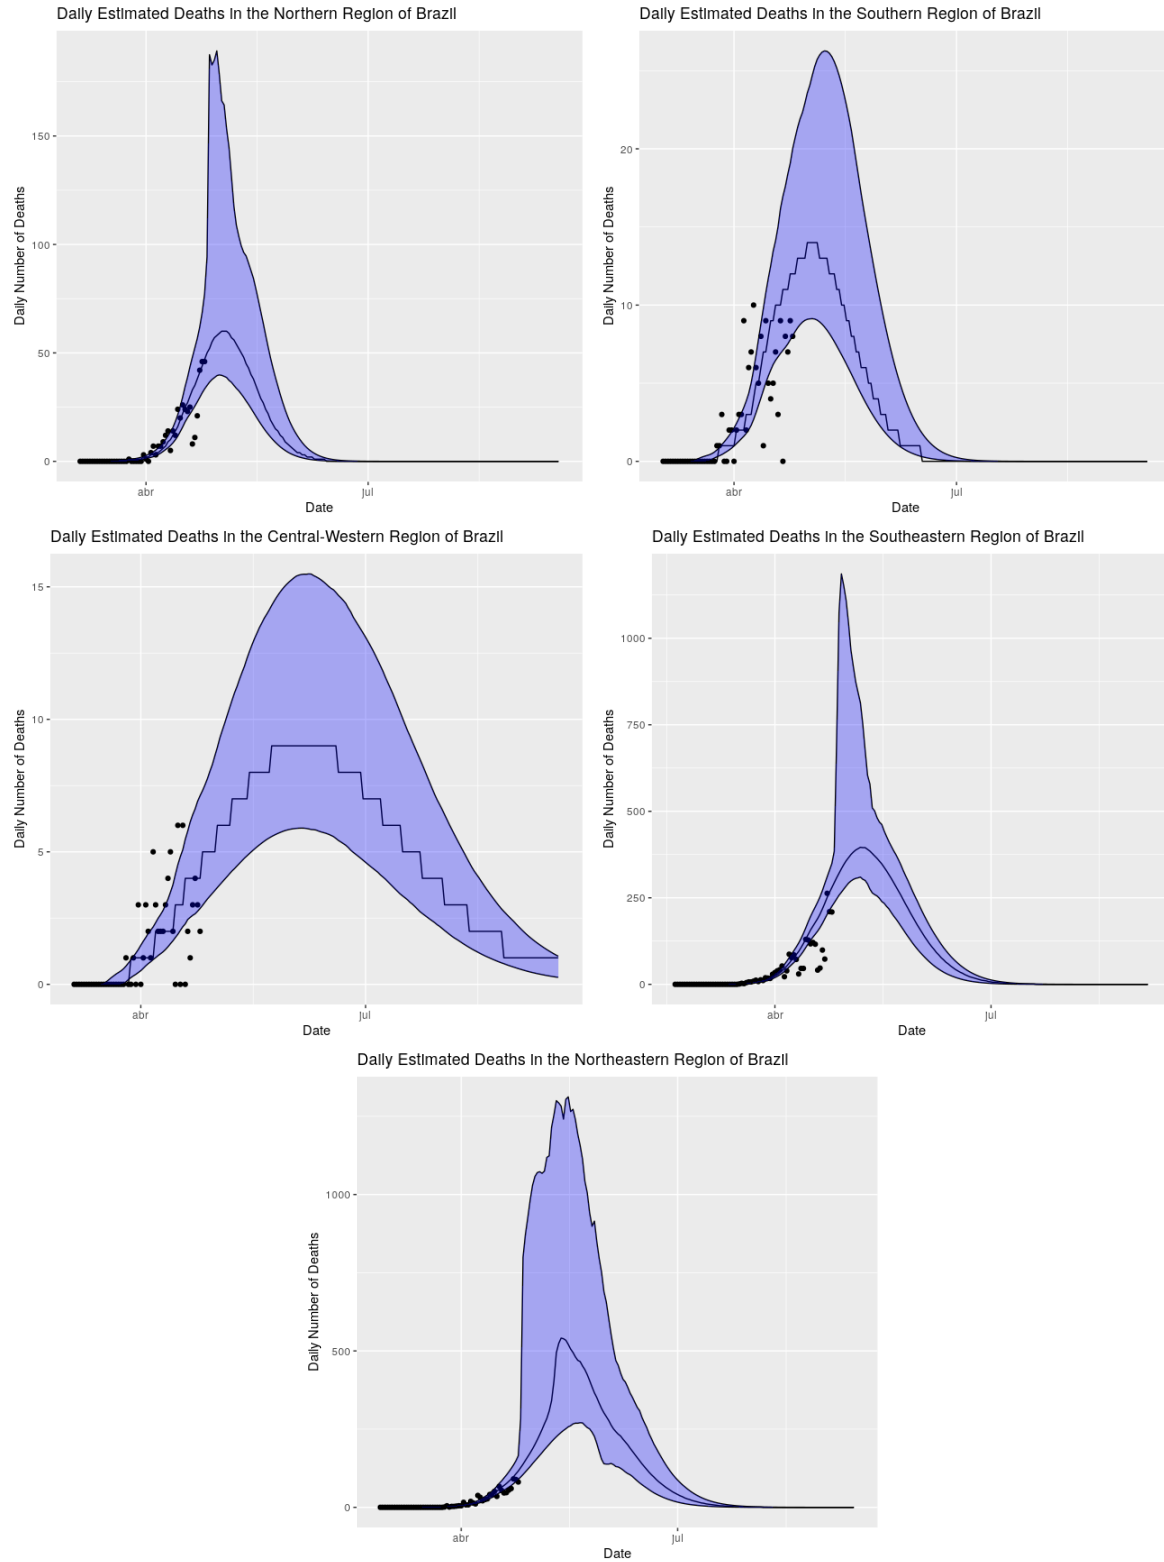 Daily Estimated Deaths in the Northern Region of Brazil
Daily Number of Deaths
150
100
50
0
abr
jul
Date
Daily Estimated Deaths in the Southern Region of Brazil
Daily Number of Deaths
20
10
0
abr
jul
Date
Daily Estimated Deaths in the Central-Western Region of Brazil
Daily Number of Deaths
15
10
5
0
abr
jul
Date
Daily Estimated Deaths in the Southeastern Region of Brazil
Daily Number of Deaths
1000
750
500
250
0
abr
jul
Date
Daily Estimated Deaths in the Northeastern Region of Brazil
Daily Number of Deaths
1000
500
0
abr
jul
Date